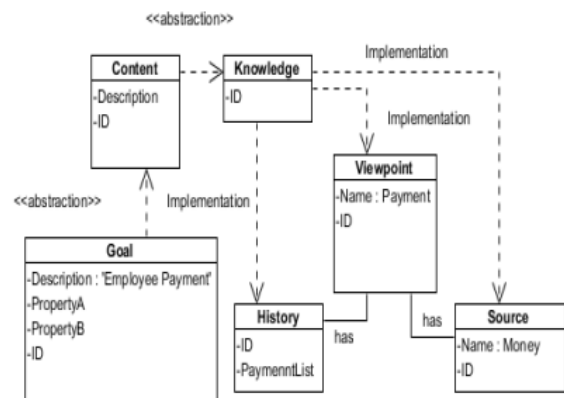 <<abstraction>>
Content
-Description
-ID
Knowledge
-ID
Implementation
Implementation
Viewpoint
-Name : Payment
-ID
<<abstraction>>
Implementation
Goal
-Description : 'Employee Payment'
-PropertyA
-PropertyB
-ID
History
-ID
-PaymenntList
has
has
Source
-Name : Money
-ID